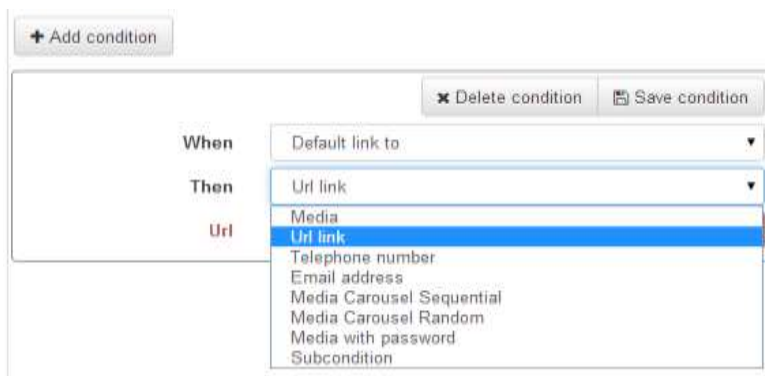 Add condition
Delete condition Save condition
When Default link to
Then Url link
Url
Media
Url link
Telephone number
Email address
Media Carousel Sequential
Media Carousel Random
Media with password
Subcondition